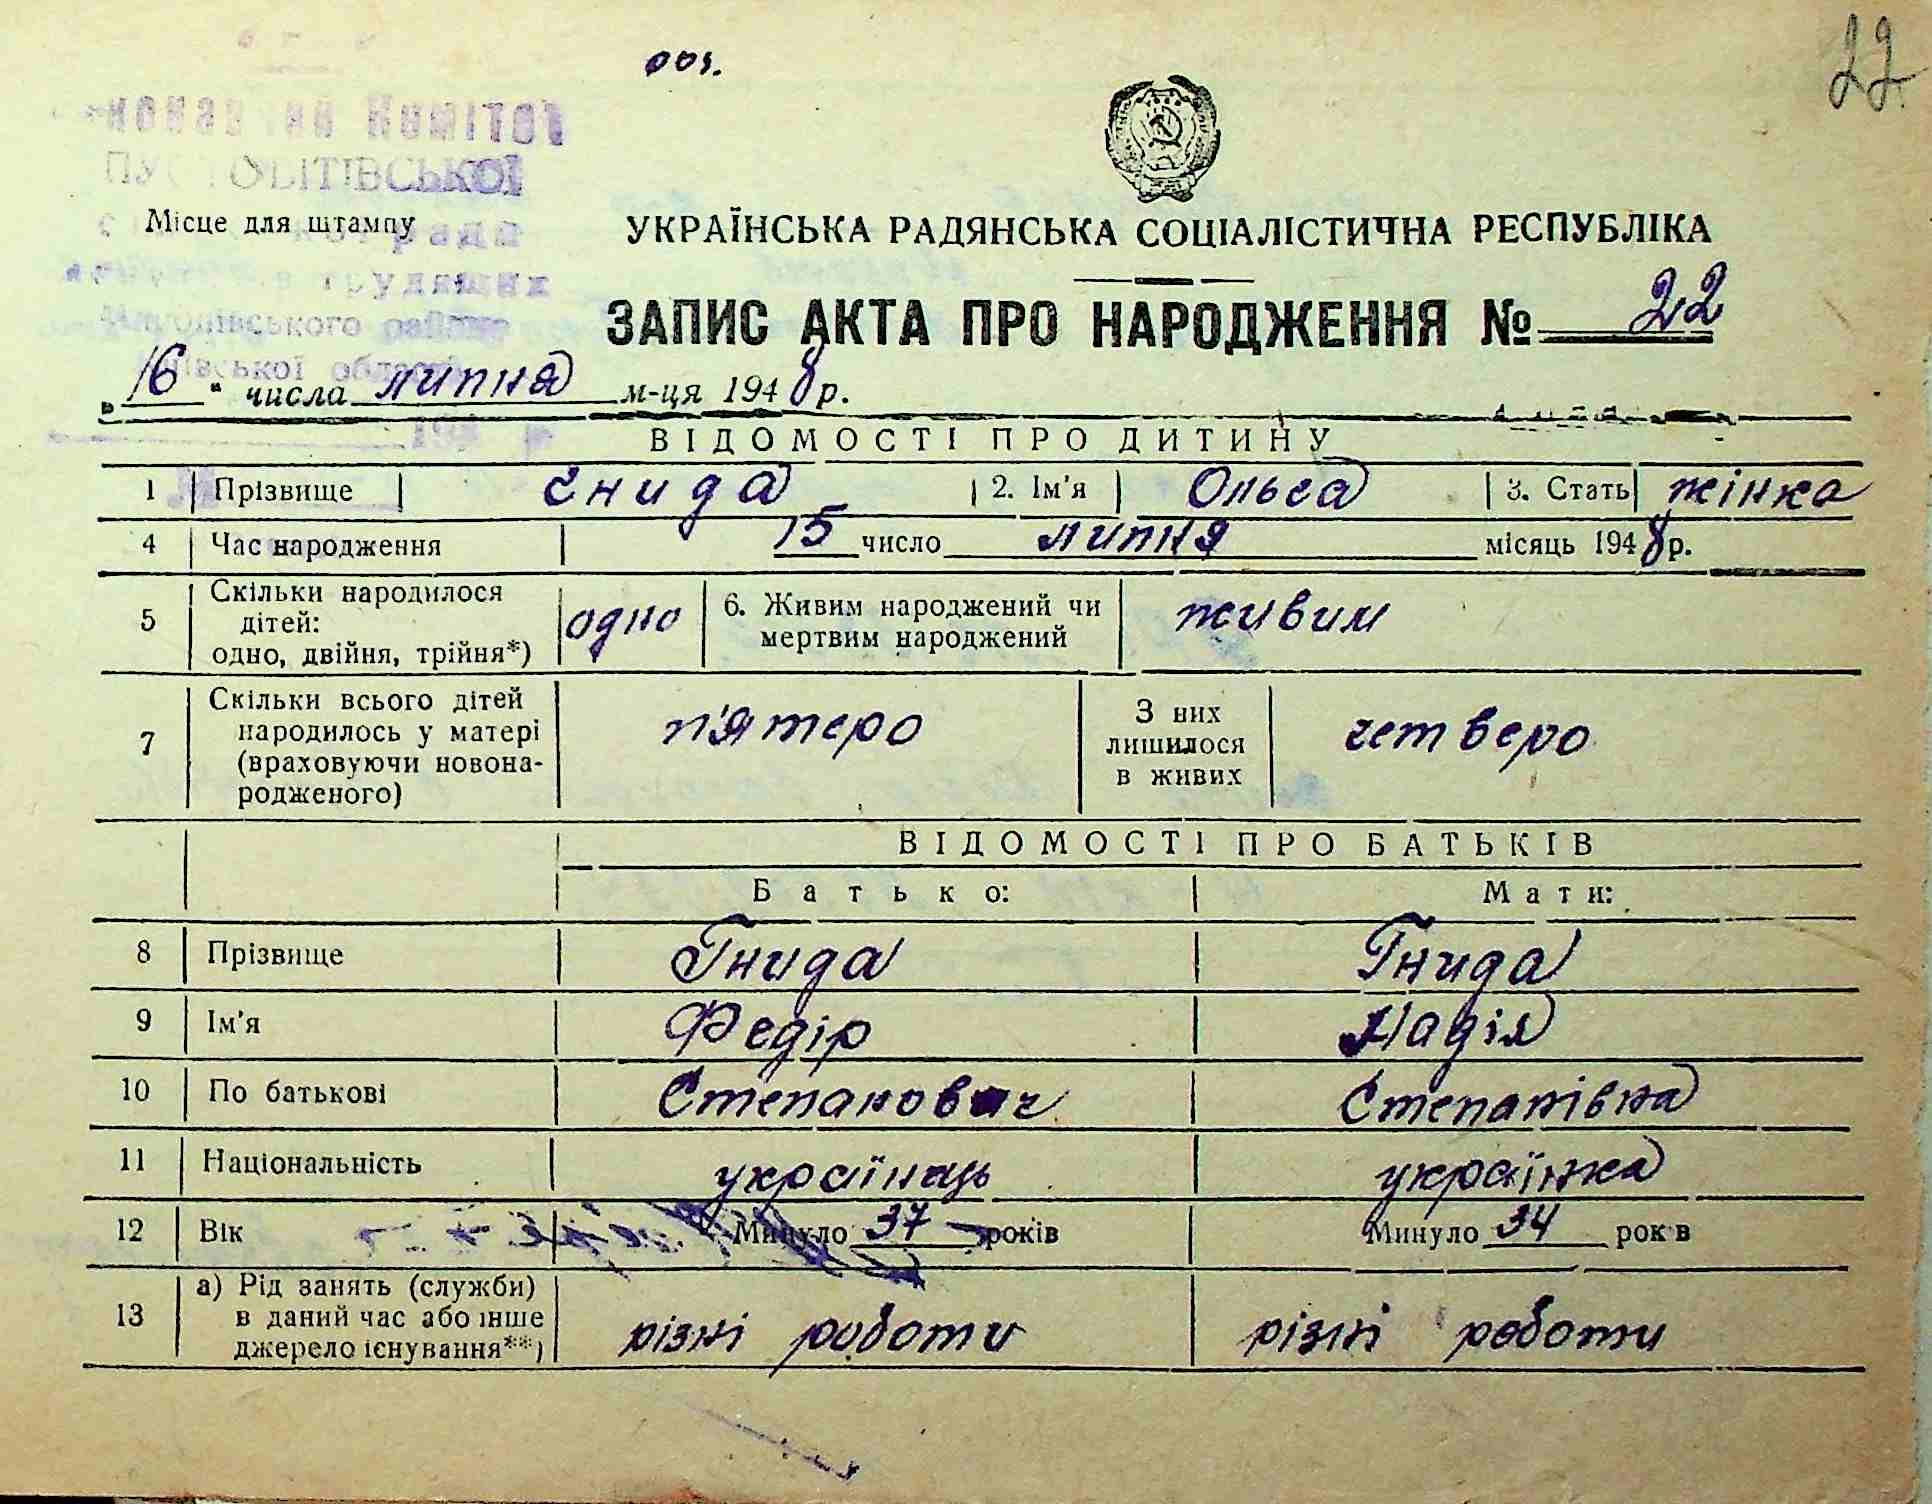 22
УКРАЇНСЬКА РАДЯНСЬКА СОЦІАЛІСТИЧНА РЕСПУБЛІКА
Місце для штампу
ЗАПИС АКТА ПРО НАРОДЖЕННЯ № 22
„16“ числа липня м-ця 1948 р.
ВІДОМОСТІ ПРО ДИТИНУ
1 Прізвище Гнида 2. Ім'я Ольга 3. Стать жінка
4 Час народження 15 число липня місяць 1948 р.
5 Скільки народилося
дітей:
одно, двійня, трійня*) одно 6. Живим народжений чи
мертвим народжений живим
7 Скільки всього дітей
народилось у матері
(враховуючи новона-
родженого) п'ятеро З них
лишилося
в живих четверо
ВІДОМОСТІ ПРО БАТЬКІВ
Батько: Мати:
8 Прізвище Гнида Гнида
9 Ім'я Федір Надія
10 По батькові Степанович Степанівна
11 Національність українець українка
12 Вік Минуло 37 років Минуло 34 рок в
13 а) Рід занять (служби)
в даний час або інше
джерело існування**) різні роботи різні роботи